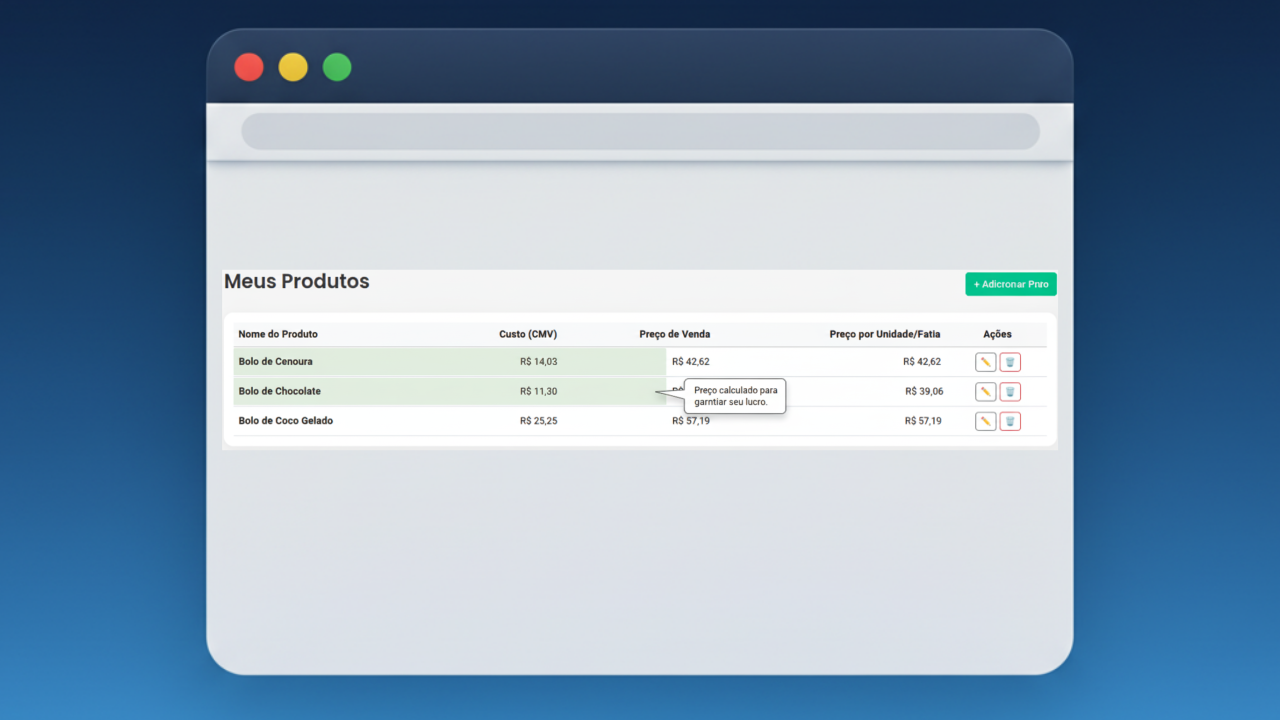 Meus Produtos
+ Adicronar Pnro
Nome do Produto Custo (CMV) Preço de Venda Preço por Unidade/Fatia Ações
Bolo de Cenoura R$ 14,03 R$ 42,62 R$ 42,62
Bolo de Chocolate R$ 11,30 R$ 39,06
Preço calculado para
garntiar seu lucro.
Bolo de Coco Gelado R$ 25,25 R$ 57,19 R$ 57,19